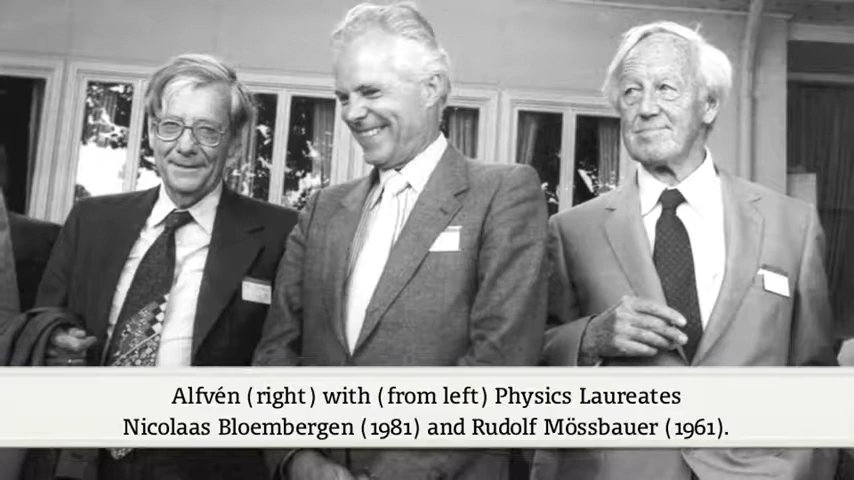 Alfvén (right) with (from left) Physics Laureates
Nicolaas Bloembergen (1981) and Rudolf Mössbauer (1961).